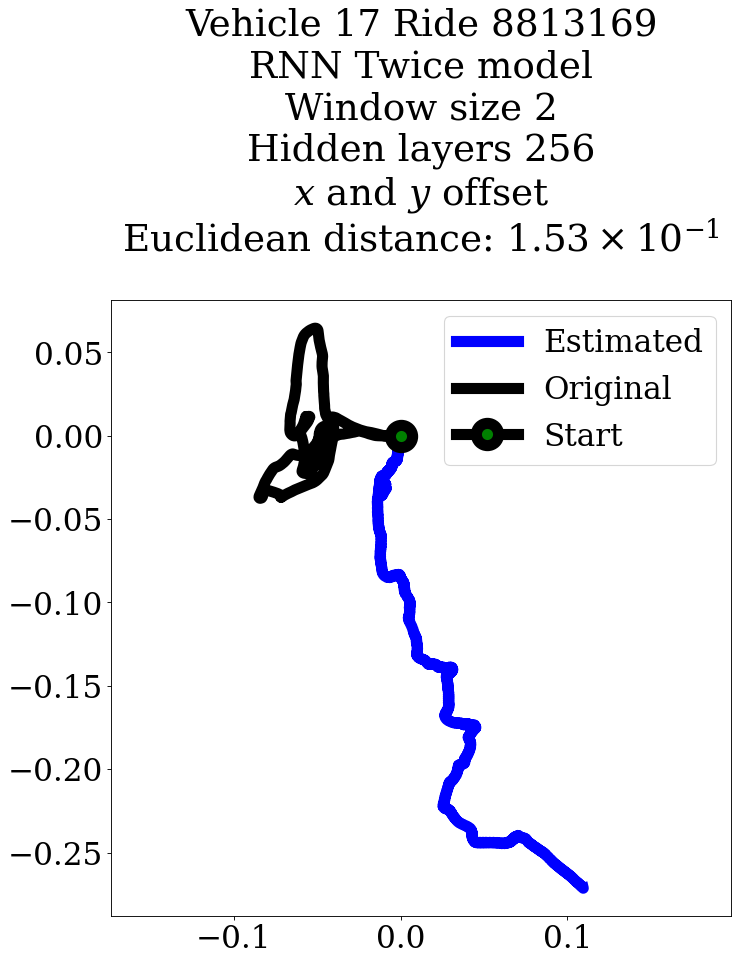 Vehicle 17 Ride 8813169
RNN Twice model
Window size 2
Hidden layers 256
x and y offset
Euclidean distance: 1.53 × 10⁻¹
Estimated
Original
Start
0.05
0.00
−0.05
−0.10
−0.15
−0.20
−0.25
−0.1 0.0 0.1